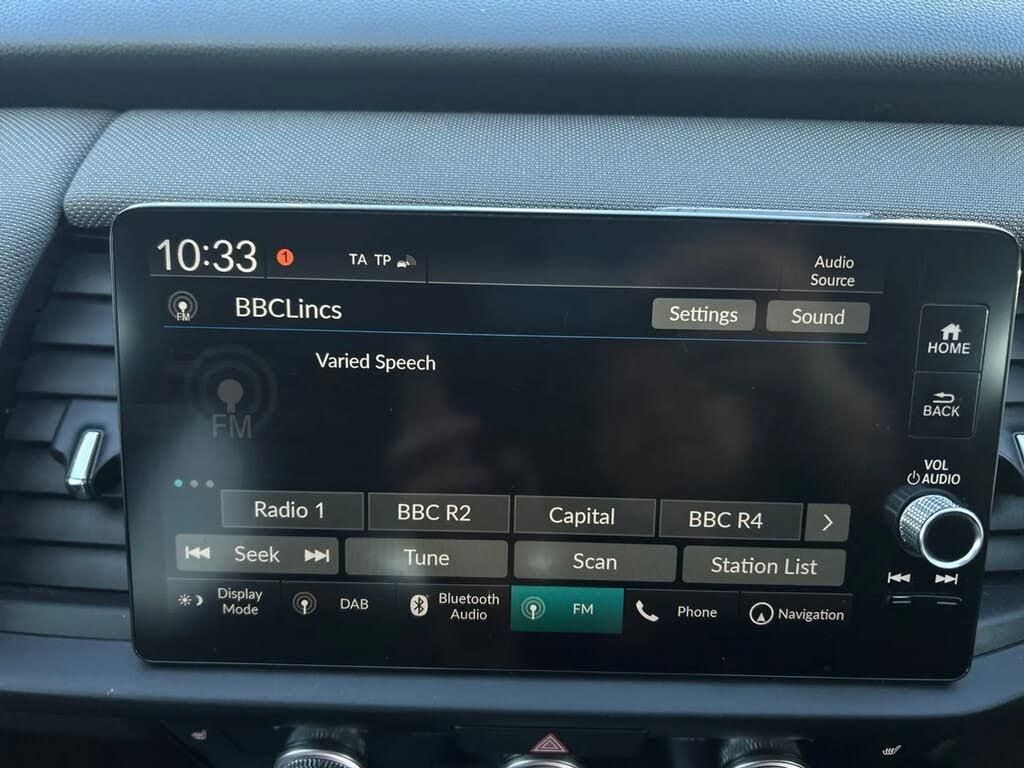 10:33
1
TA TP
Audio
Source
FM
BBCLincs
Settings
Sound
HOME
Varied Speech
FM
BACK
VOL
AUDIO
Radio 1
BBC R2
Capital
BBC R4
Seek
Tune
Scan
Station List
Display
Mode
DAB
Bluetooth
Audio
FM
Phone
Navigation